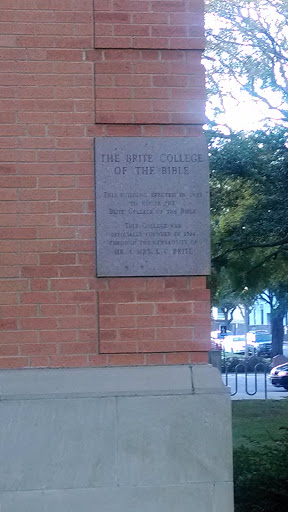 THE BRITE COLLEGE
OF THE BIBLE
THIS BUILDING ERECTED IN
TO HOUSE THE
BRITE COLLEGE OF THE BIBLE
THIS COLLEGE WAS
ORIGINALLY FOUNDED IN 1914
THROUGH THE GENEROSITY OF
MR. & MRS. L. C. BRITE